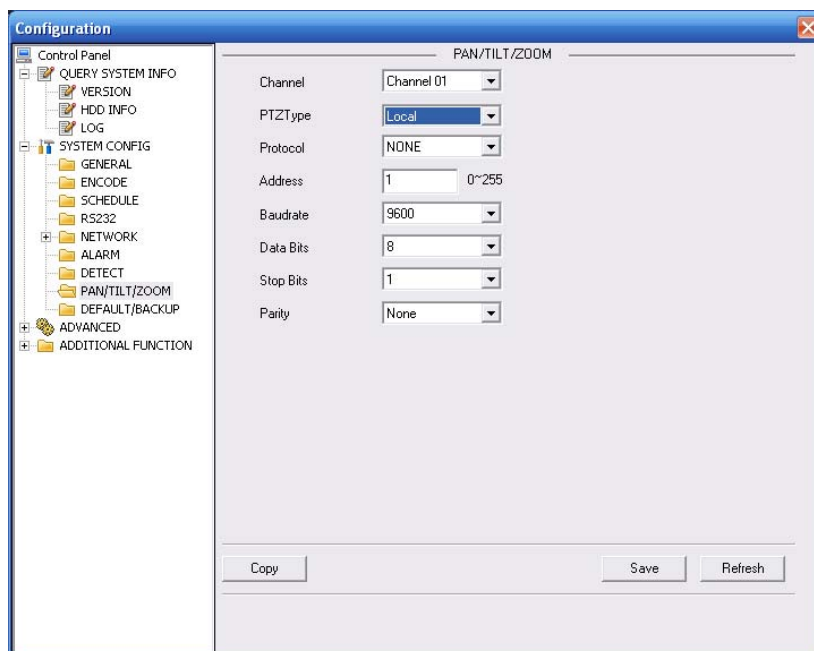 Configuration
Control Panel
QUERY SYSTEM INFO
VERSION
HDD INFO
LOG
SYSTEM CONFIG
GENERAL
ENCODE
SCHEDULE
RS232
NETWORK
ALARM
DETECT
PAN/TILT/ZOOM
DEFAULT/BACKUP
ADVANCED
ADDITIONAL FUNCTION
PAN/TILT/ZOOM
Channel Channel 01
PTZType Local
Protocol NONE
Address 1 0~255
Baudrate 9600
Data Bits 8
Stop Bits 1
Parity None
Copy Save Refresh